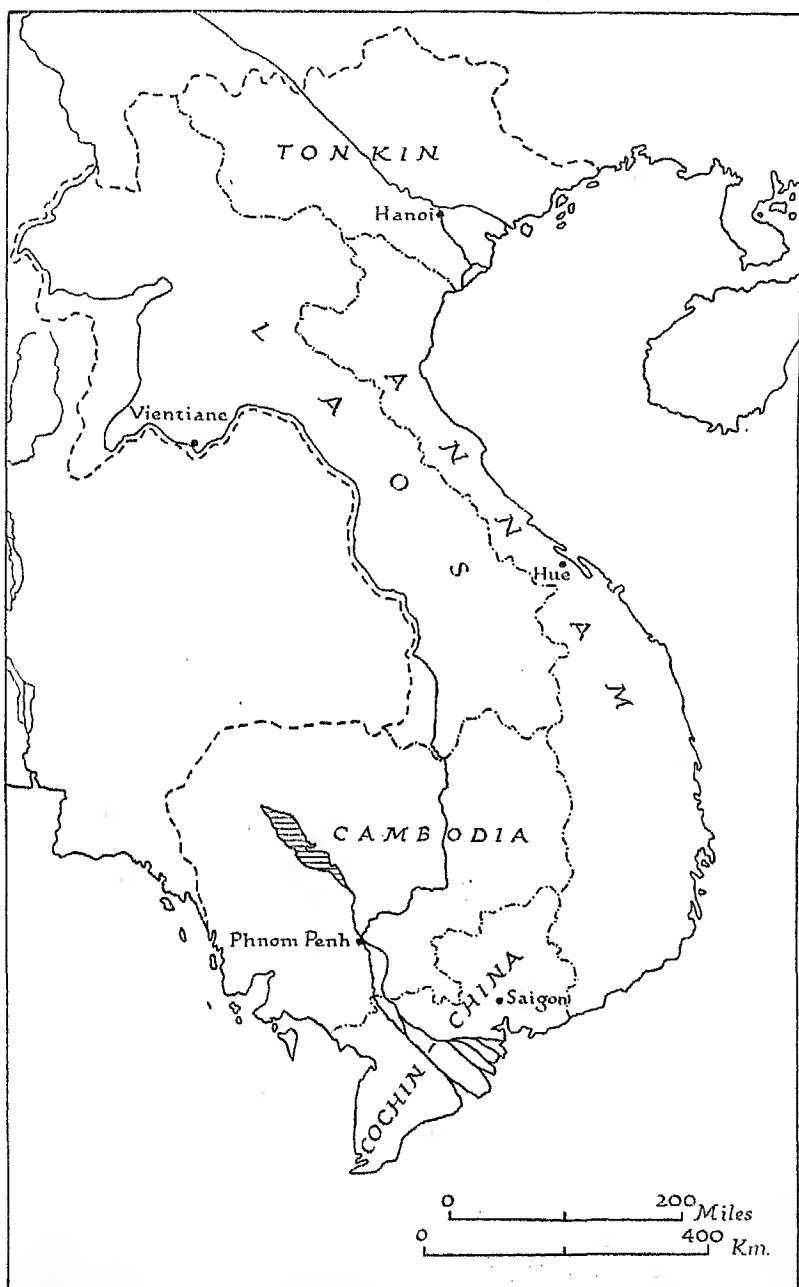 TONKIN
Hanoi
LAOS
Vientiane
ANNAM
Hue
CAMBODIA
Phnom Penh
COCHIN-CHINA
Saigon
0 200 Miles
0 400 Km.